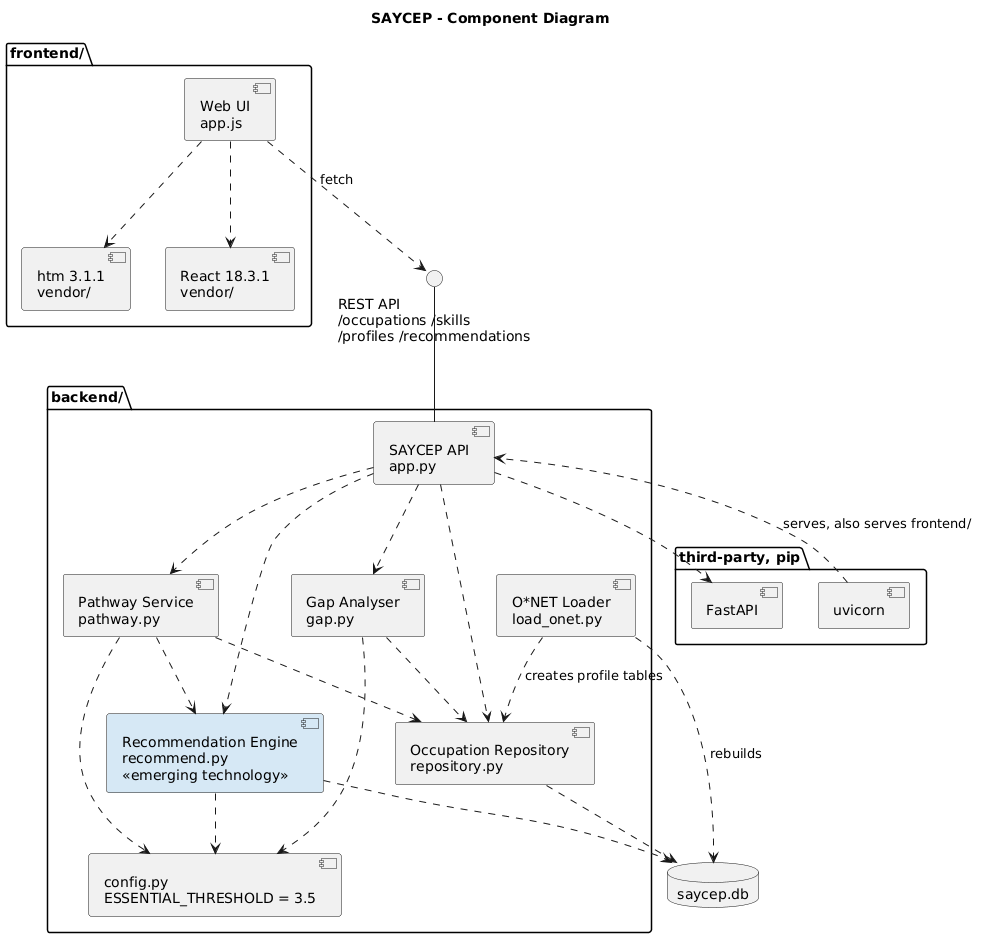 SAYCEP - Component Diagram
frontend/
Web UI
app.js
fetch
htm 3.1.1
vendor/
React 18.3.1
vendor/
REST API
/occupations /skills
/profiles /recommendations
backend/
SAYCEP API
app.py
serves, also serves frontend/
third-party, pip
FastAPI
uvicorn
Pathway Service
pathway.py
Gap Analyser
gap.py
O*NET Loader
load_onet.py
creates profile tables
Recommendation Engine
recommend.py
«emerging technology»
Occupation Repository
repository.py
rebuilds
config.py
ESSENTIAL_THRESHOLD = 3.5
saycep.db